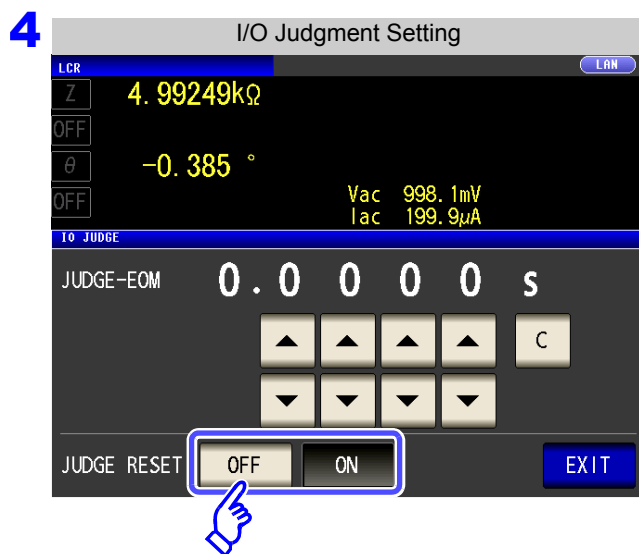 4
I/O Judgment Setting
LCR
LAN
Z 4.99249kΩ
OFF
θ -0.385 °
OFF
Vac 998.1mV
Iac 199.9μA
IO JUDGE
JUDGE-EOM 0.0000 s
C
JUDGE RESET OFF ON EXIT